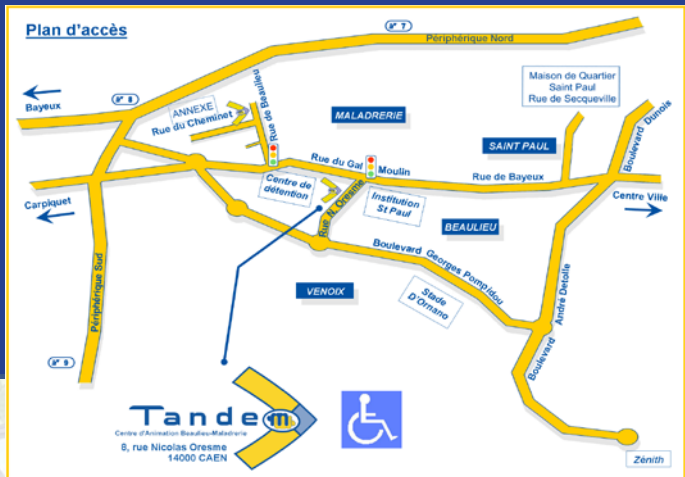 Plan d'accès
n° 7
Périphérique Nord
Maison de Quartier
Saint Paul
Rue de Secqueville
Bayeux
n° 8
ANNEXE
Rue du Cheminet
Rue de Beaulieu
MALADRERIE
SAINT PAUL
Boulevard Dunois
Rue du Gal
Moulin
Rue de Bayeux
Centre Ville
Carpiquet
Centre de
détention
Rue N. Oresme
Institution
St Paul
BEAULIEU
Périphérique Sud
VENOIX
Boulevard Georges Pompidou
Stade
D'Ornano
Boulevard
André Detolle
n° 9
Tandem
Centre d'Animation Beaulieu-Maladrerie
8, rue Nicolas Oresme
14000 CAEN
Zénith